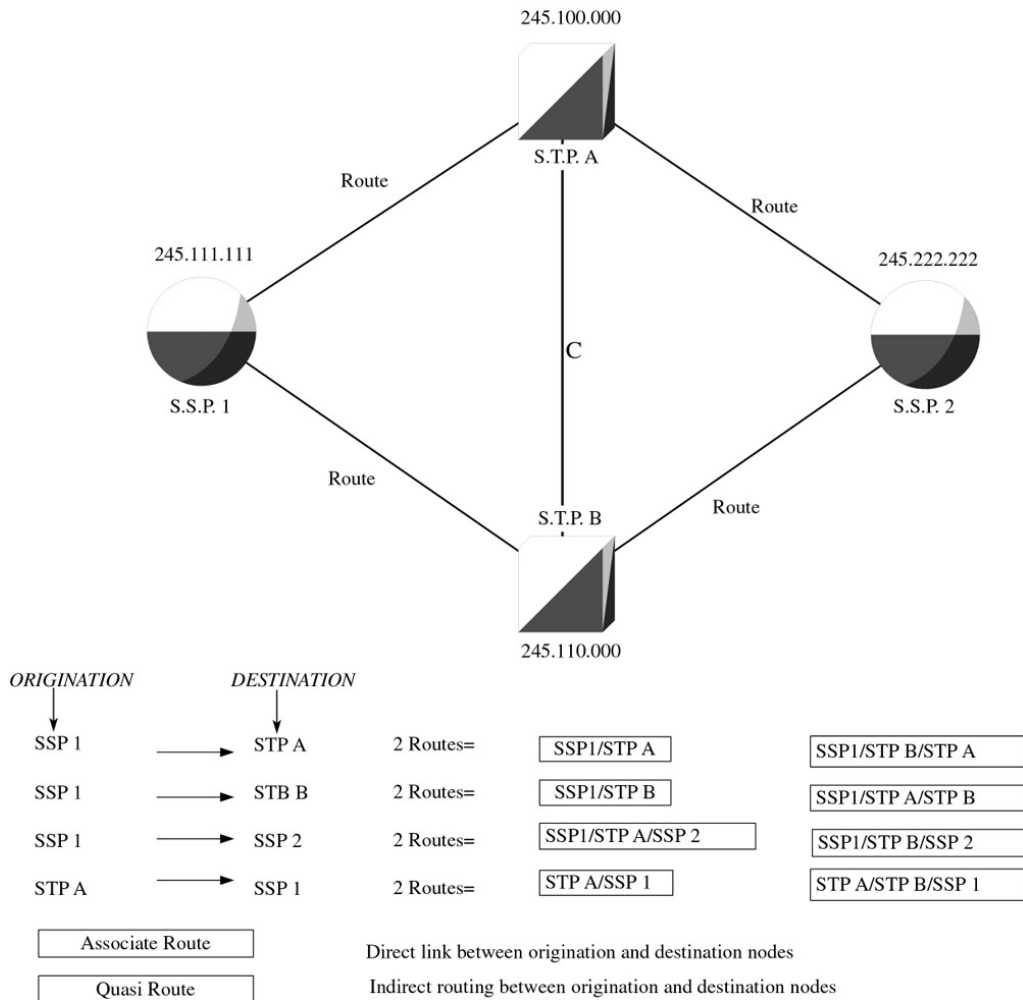 245.100.000
S.T.P. A
Route
Route
245.111.111
245.222.222
C
S.S.P. 1
S.S.P. 2
Route
Route
S.T.P. B
245.110.000
ORIGINATION DESTINATION
SSP 1 STP A 2 Routes= SSP1/STP A SSP1/STP B/STP A
SSP 1 STB B 2 Routes= SSP1/STP B SSP1/STP A/STP B
SSP 1 SSP 2 2 Routes= SSP1/STP A/SSP 2 SSP1/STP B/SSP 2
STP A SSP 1 2 Routes= STP A/SSP 1 STP A/STP B/SSP 1
Associate Route Direct link between origination and destination nodes
Quasi Route Indirect routing between origination and destination nodes